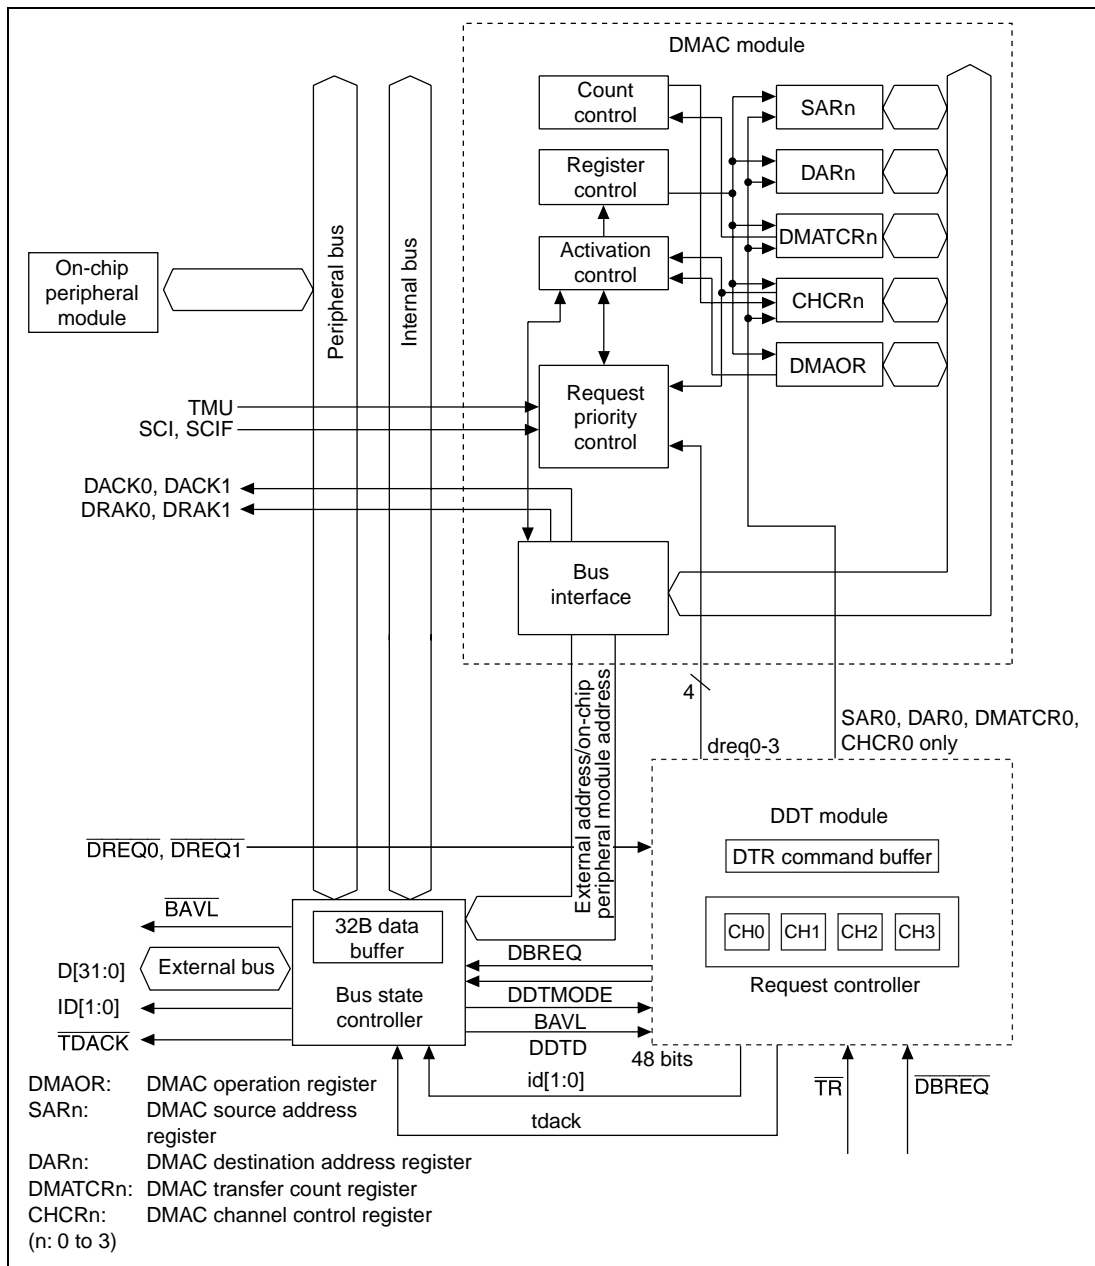 DMAC module
Count
control
SARn
Register
control
DARn
DMATCRn
Activation
control
On-chip
peripheral
module
Peripheral bus
Internal bus
CHCRn
DMAOR
Request
priority
control
TMU
SCI, SCIF
DACK0, DACK1
DRAK0, DRAK1
Bus
interface
External address/on-chip
peripheral module address
4
dreq0-3
SAR0, DAR0, DMATCR0,
CHCR0 only
DDT module
DTR command buffer
CH0 CH1 CH2 CH3
Request controller
DREQ0, DREQ1
BAVL
32B data
buffer
D[31:0]
External bus
ID[1:0]
Bus state
controller
TDACK
DBREQ
DDTMODE
BAVL
DDTD
48 bits
id[1:0]
tdack
TR
DBREQ
DMAOR: DMAC operation register
SARn: DMAC source address
register
DARn: DMAC destination address register
DMATCRn: DMAC transfer count register
CHCRn: DMAC channel control register
(n: 0 to 3)